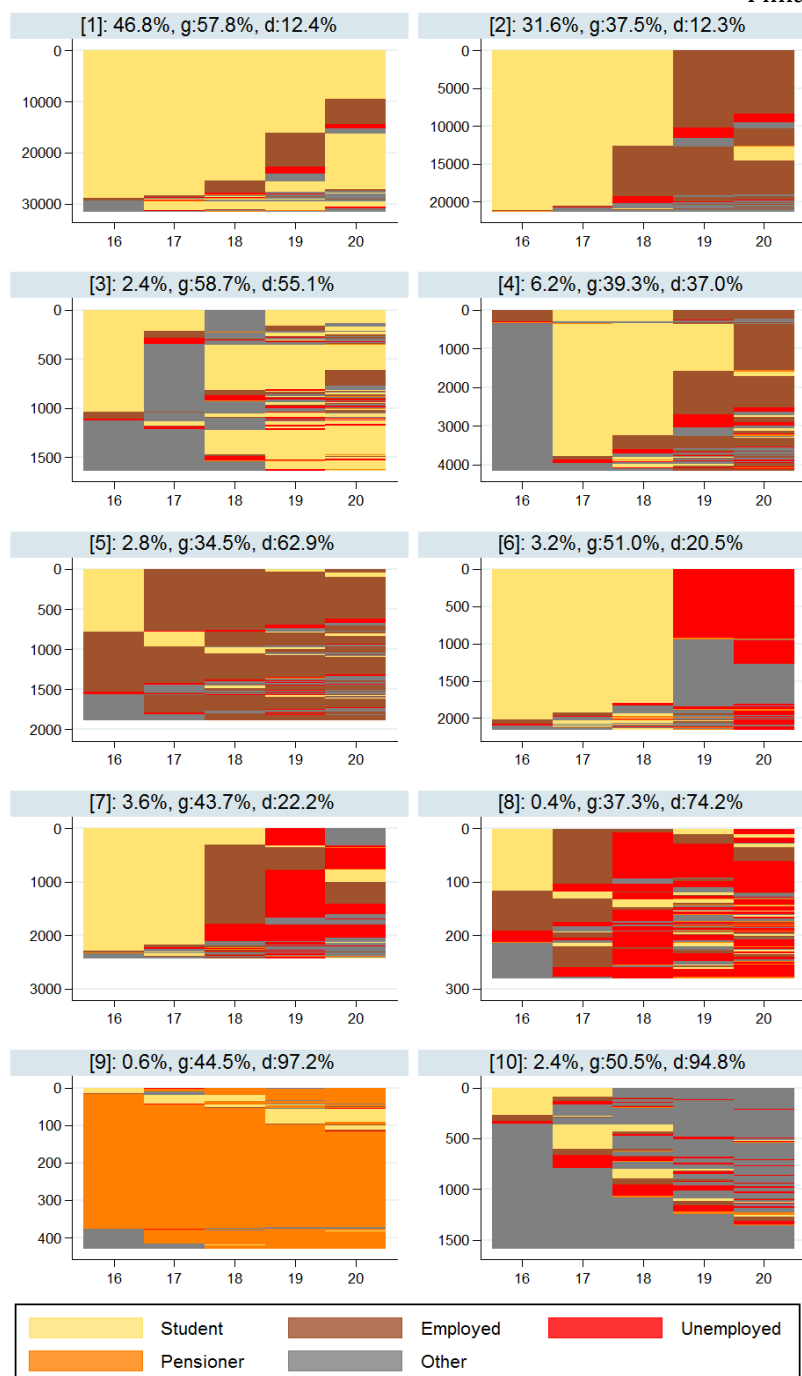 [1]: 46.8%, g:57.8%, d:12.4%
0
10000
20000
30000
16 17 18 19 20
[2]: 31.6%, g:37.5%, d:12.3%
0
5000
10000
15000
20000
16 17 18 19 20
[3]: 2.4%, g:58.7%, d:55.1%
0
500
1000
1500
16 17 18 19 20
[4]: 6.2%, g:39.3%, d:37.0%
0
1000
2000
3000
4000
16 17 18 19 20
[5]: 2.8%, g:34.5%, d:62.9%
0
500
1000
1500
2000
16 17 18 19 20
[6]: 3.2%, g:51.0%, d:20.5%
0
500
1000
1500
2000
16 17 18 19 20
[7]: 3.6%, g:43.7%, d:22.2%
0
1000
2000
3000
16 17 18 19 20
[8]: 0.4%, g:37.3%, d:74.2%
0
100
200
300
16 17 18 19 20
[9]: 0.6%, g:44.5%, d:97.2%
0
100
200
300
400
16 17 18 19 20
[10]: 2.4%, g:50.5%, d:94.8%
0
500
1000
1500
16 17 18 19 20
Student Employed Unemployed
Pensioner Other